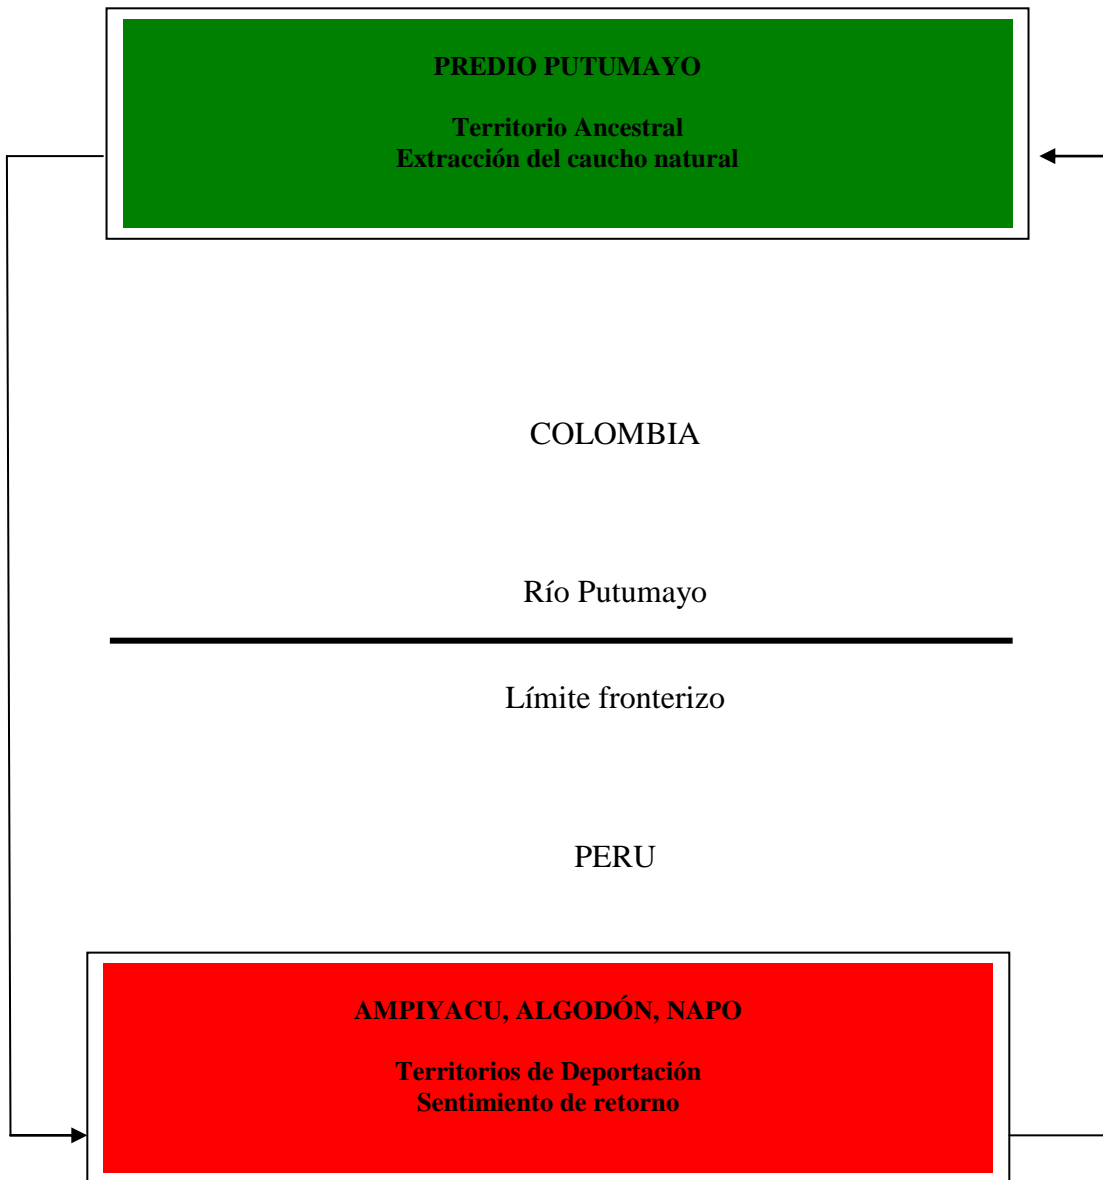 PREDIO PUTUMAYO
Territorio Ancestral
Extracción del caucho natural
COLOMBIA
Río Putumayo
Límite fronterizo
PERU
AMPIYACU, ALGODÓN, NAPO
Territorios de Deportación
Sentimiento de retorno